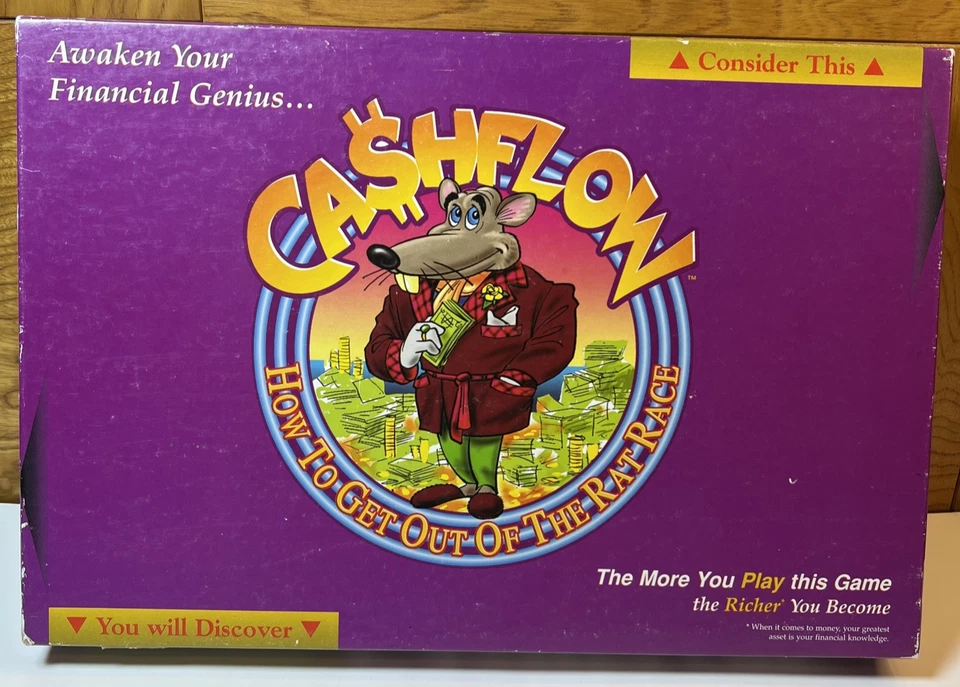 Awaken Your
Financial Genius...
▲ Consider This ▲
CA$HFLOW™
HOW TO GET OUT OF THE RAT RACE
The More You Play this Game
the Richer* You Become
* When it comes to money, your greatest
asset is your financial knowledge.
▼ You will Discover ▼